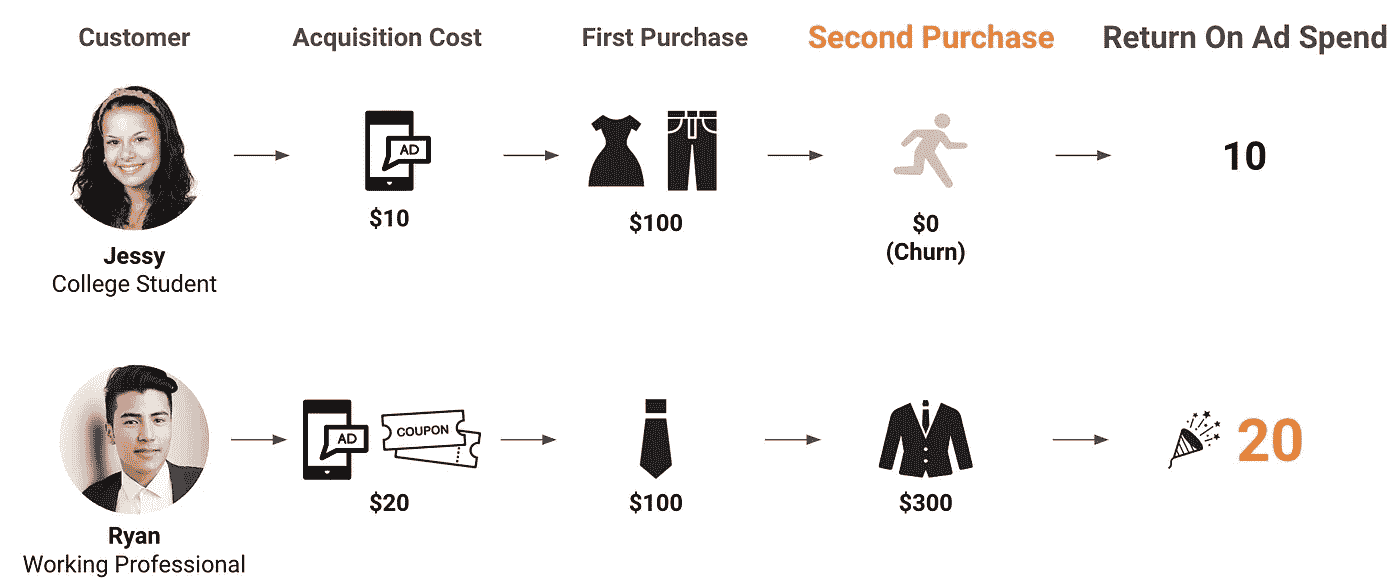 Customer
Acquisition Cost
First Purchase
Second Purchase
Return On Ad Spend
AD
$10
$100
$0
(Churn)
10
Jessy
College Student
AD
COUPON
$20
$100
$300
20
Ryan
Working Professional